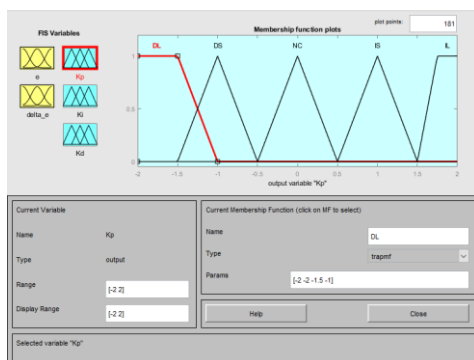 FIS Variables
Membership function plots
plot points:
181
e
Kp
delta_e
Ki
Kd
DL
DS
NC
IS
IL
1
0.5
0
-2
-1.5
-1
-0.5
0
0.5
1
1.5
2
output variable "Kp"
Current Variable
Name
Kp
Type
output
Range
[-2 2]
Display Range
[-2 2]
Current Membership Function (click on MF to select)
Name
DL
Type
trapmf
Params
[-2 -2 -1.5 -1]
Help
Close
Selected variable "Kp"